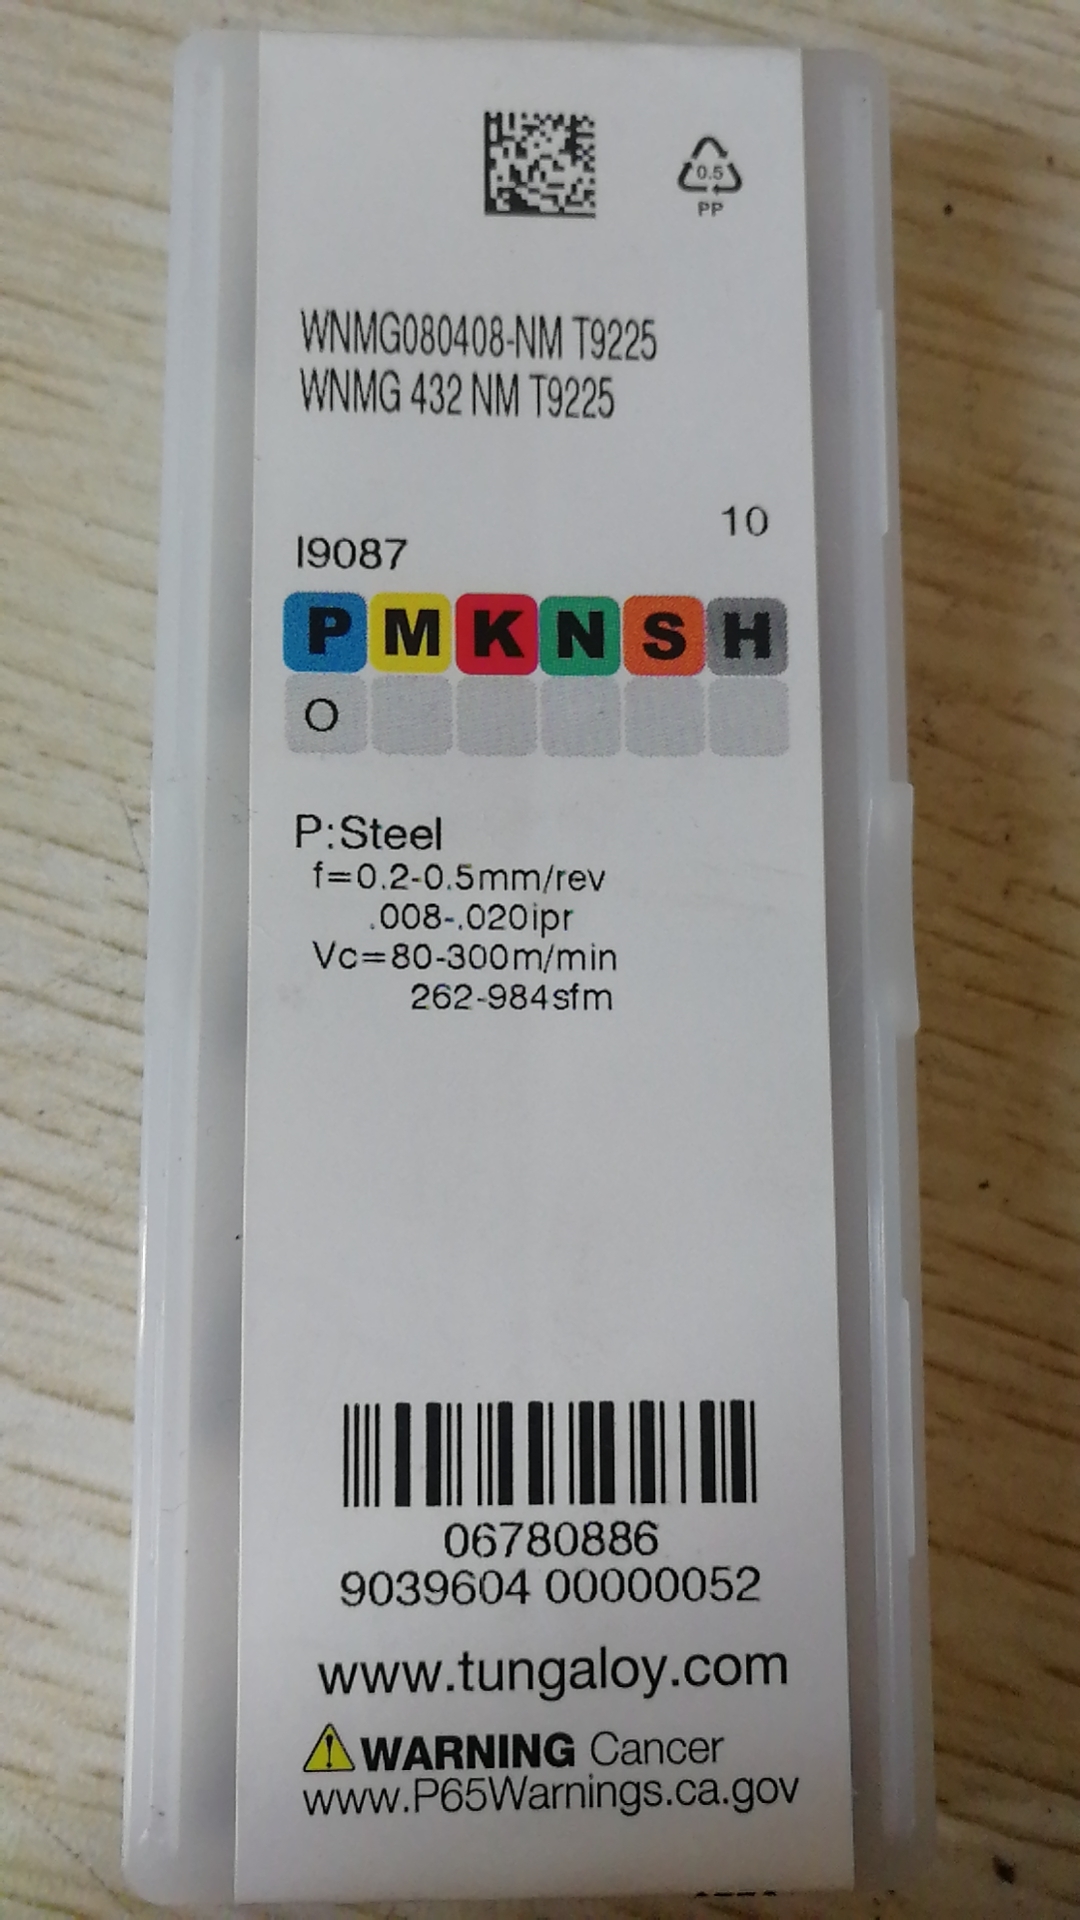 0.5
PP
WNMG080408-NM T9225
WNMG 432 NM T9225
10
I9087
P M K N S H
O
P:Steel
f=0.2-0.5mm/rev
.008-.020ipr
Vc=80-300m/min
262-984sfm
06780886
9039604 00000052
www.tungaloy.com
WARNING Cancer
www.P65Warnings.ca.gov